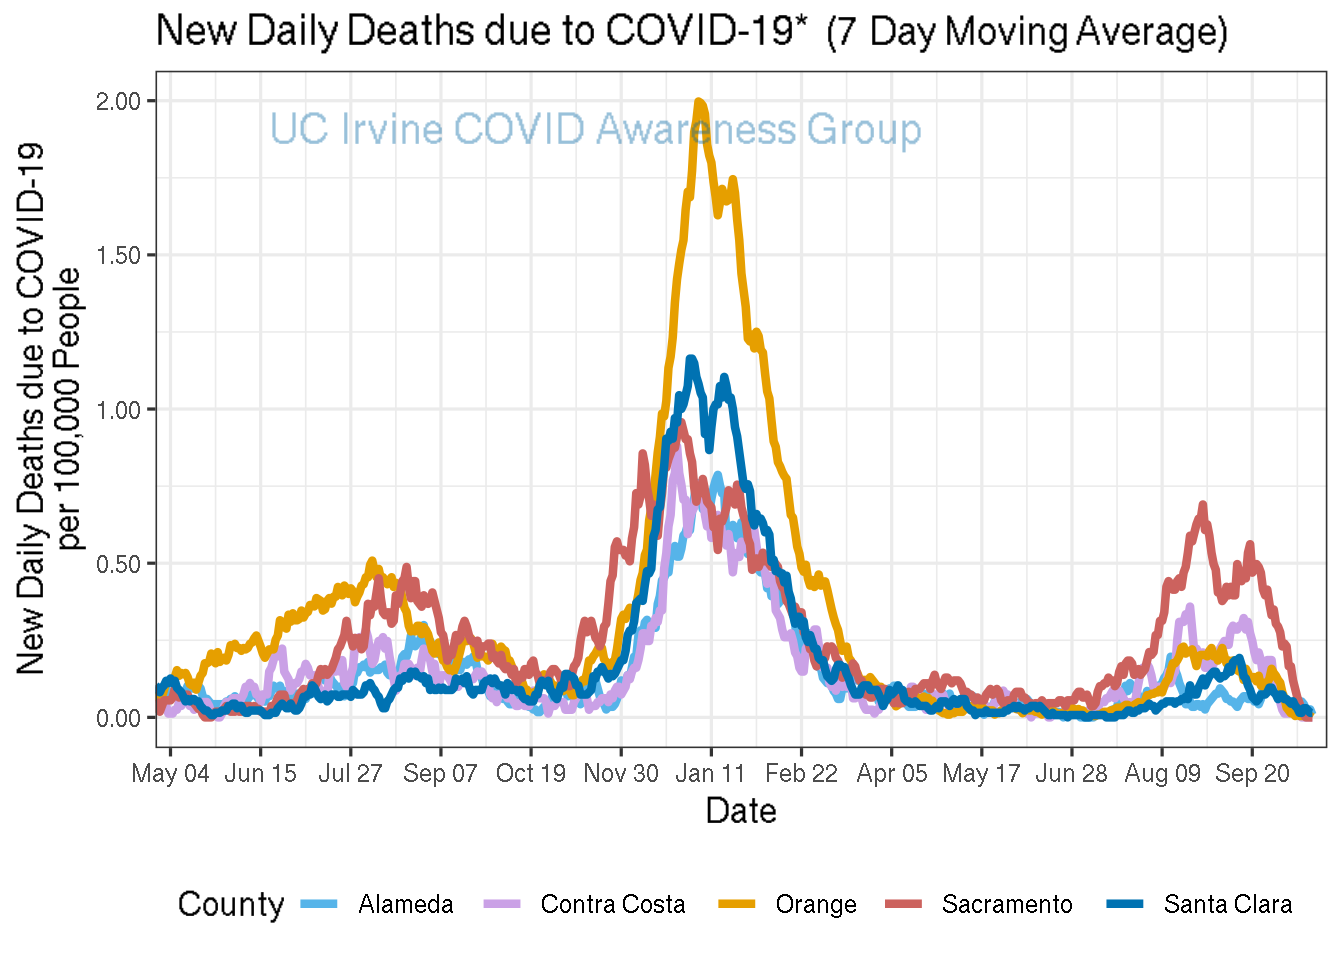 New Daily Deaths due to COVID-19* (7 Day Moving Average)
UC Irvine COVID Awareness Group
New Daily Deaths due to COVID-19
per 100,000 People
2.00
1.50
1.00
0.50
0.00
May 04 Jun 15 Jul 27 Sep 07 Oct 19 Nov 30 Jan 11 Feb 22 Apr 05 May 17 Jun 28 Aug 09 Sep 20
Date
County Alameda Contra Costa Orange Sacramento Santa Clara